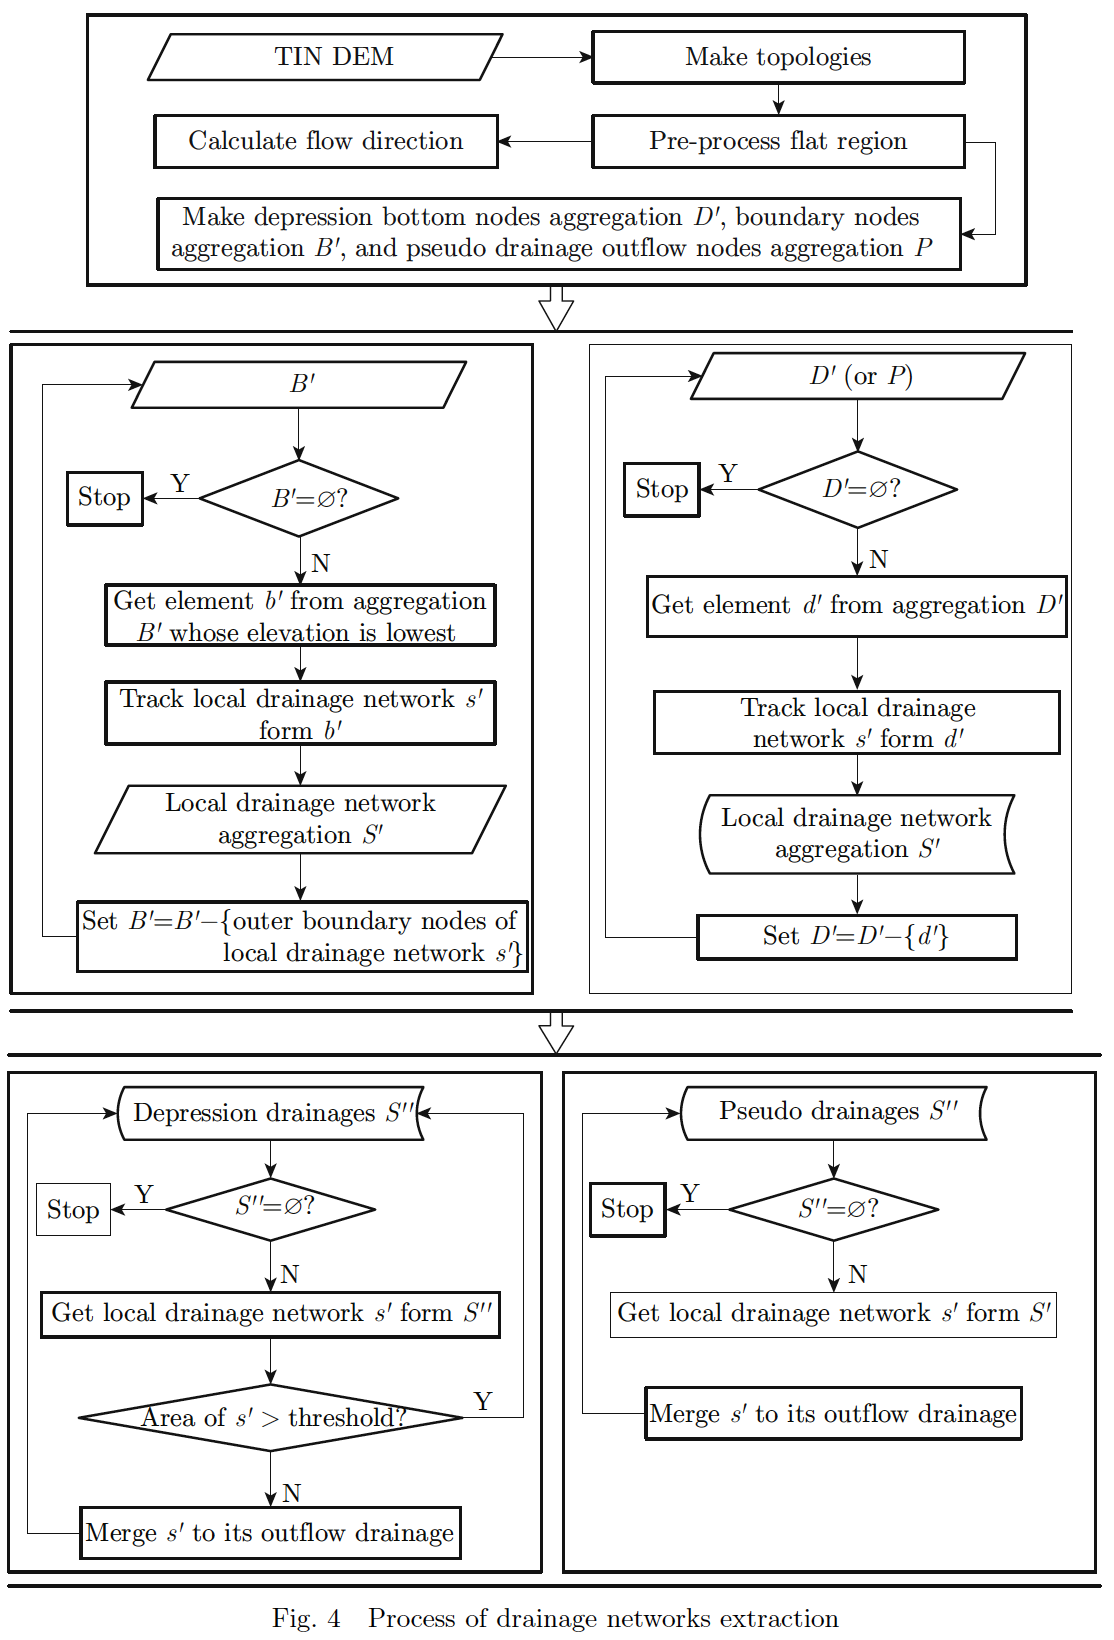 TIN DEM
Make topologies
Calculate flow direction
Pre-process flat region
Make depression bottom nodes aggregation D′, boundary nodes
aggregation B′, and pseudo drainage outflow nodes aggregation P
B′
B′=∅?
Y
Stop
N
Get element b′ from aggregation
B′ whose elevation is lowest
Track local drainage network s′
form b′
Local drainage network
aggregation S′
Set B′=B′−{outer boundary nodes of
local drainage network s′}
D′ (or P)
D′=∅?
Y
Stop
N
Get element d′ from aggregation D′
Track local drainage
network s′ form d′
Local drainage network
aggregation S′
Set D′=D′−{d′}
Depression drainages S′′
S′′=∅?
Y
Stop
N
Get local drainage network s′ form S′′
Area of s′ > threshold?
Y
N
Merge s′ to its outflow drainage
Pseudo drainages S′′
S′′=∅?
Y
Stop
N
Get local drainage network s′ form S′
Merge s′ to its outflow drainage
Fig. 4 Process of drainage networks extraction